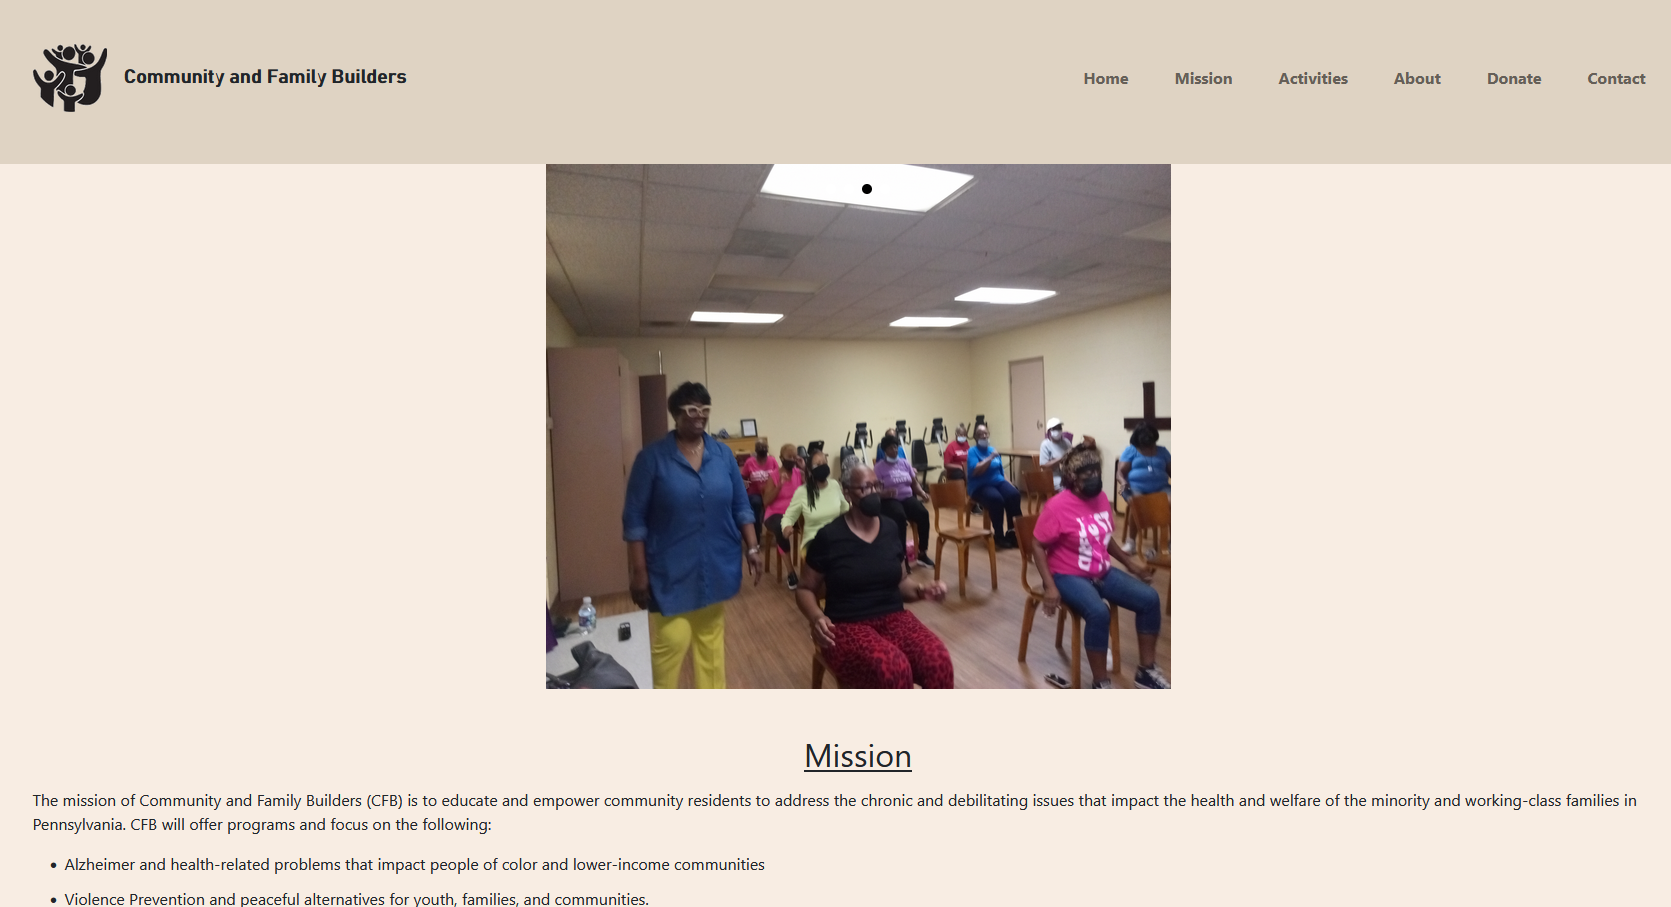 Community and Family Builders
Home Mission Activities About Donate Contact
Mission
The mission of Community and Family Builders (CFB) is to educate and empower community residents to address the chronic and debilitating issues that impact the health and welfare of the minority and working-class families in
Pennsylvania. CFB will offer programs and focus on the following:
• Alzheimer and health-related problems that impact people of color and lower-income communities
• Violence Prevention and peaceful alternatives for youth, families, and communities.